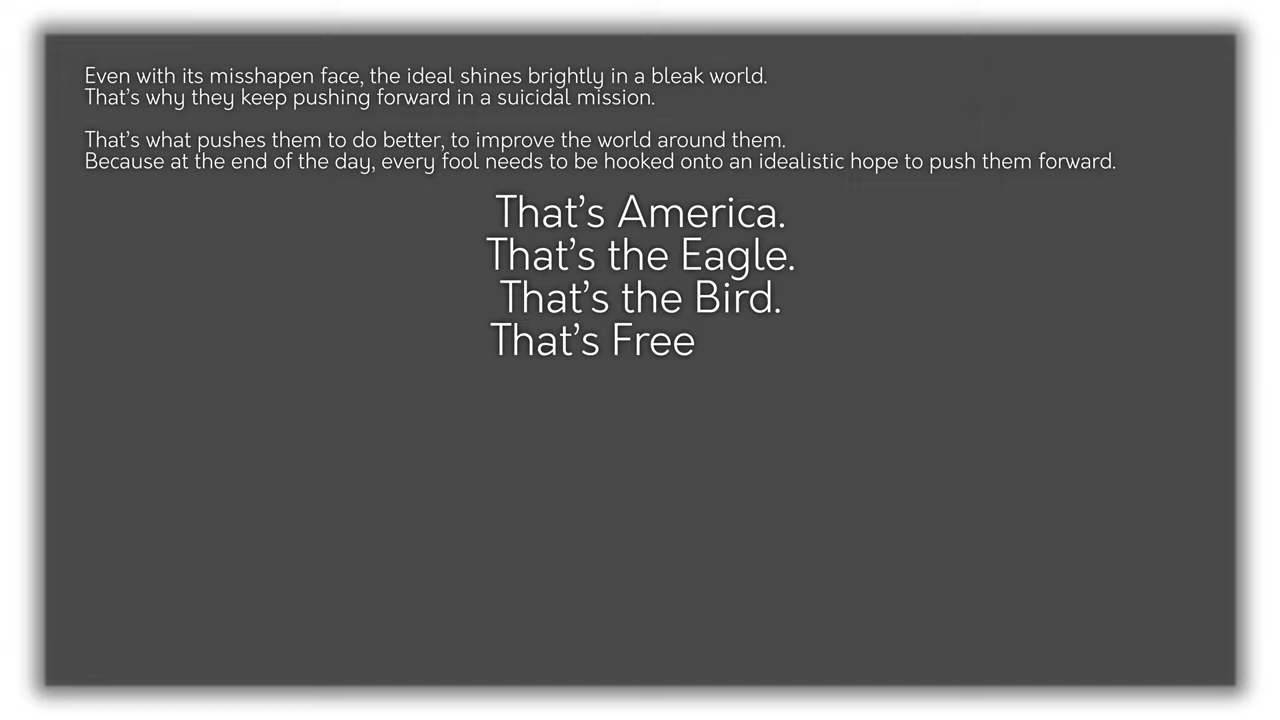 Even with its misshapen face, the ideal shines brightly in a bleak world.
That’s why they keep pushing forward in a suicidal mission.
That’s what pushes them to do better, to improve the world around them.
Because at the end of the day, every fool needs to be hooked onto an idealistic hope to push them forward.
That’s America.
That’s the Eagle.
That’s the Bird.
That’s Free